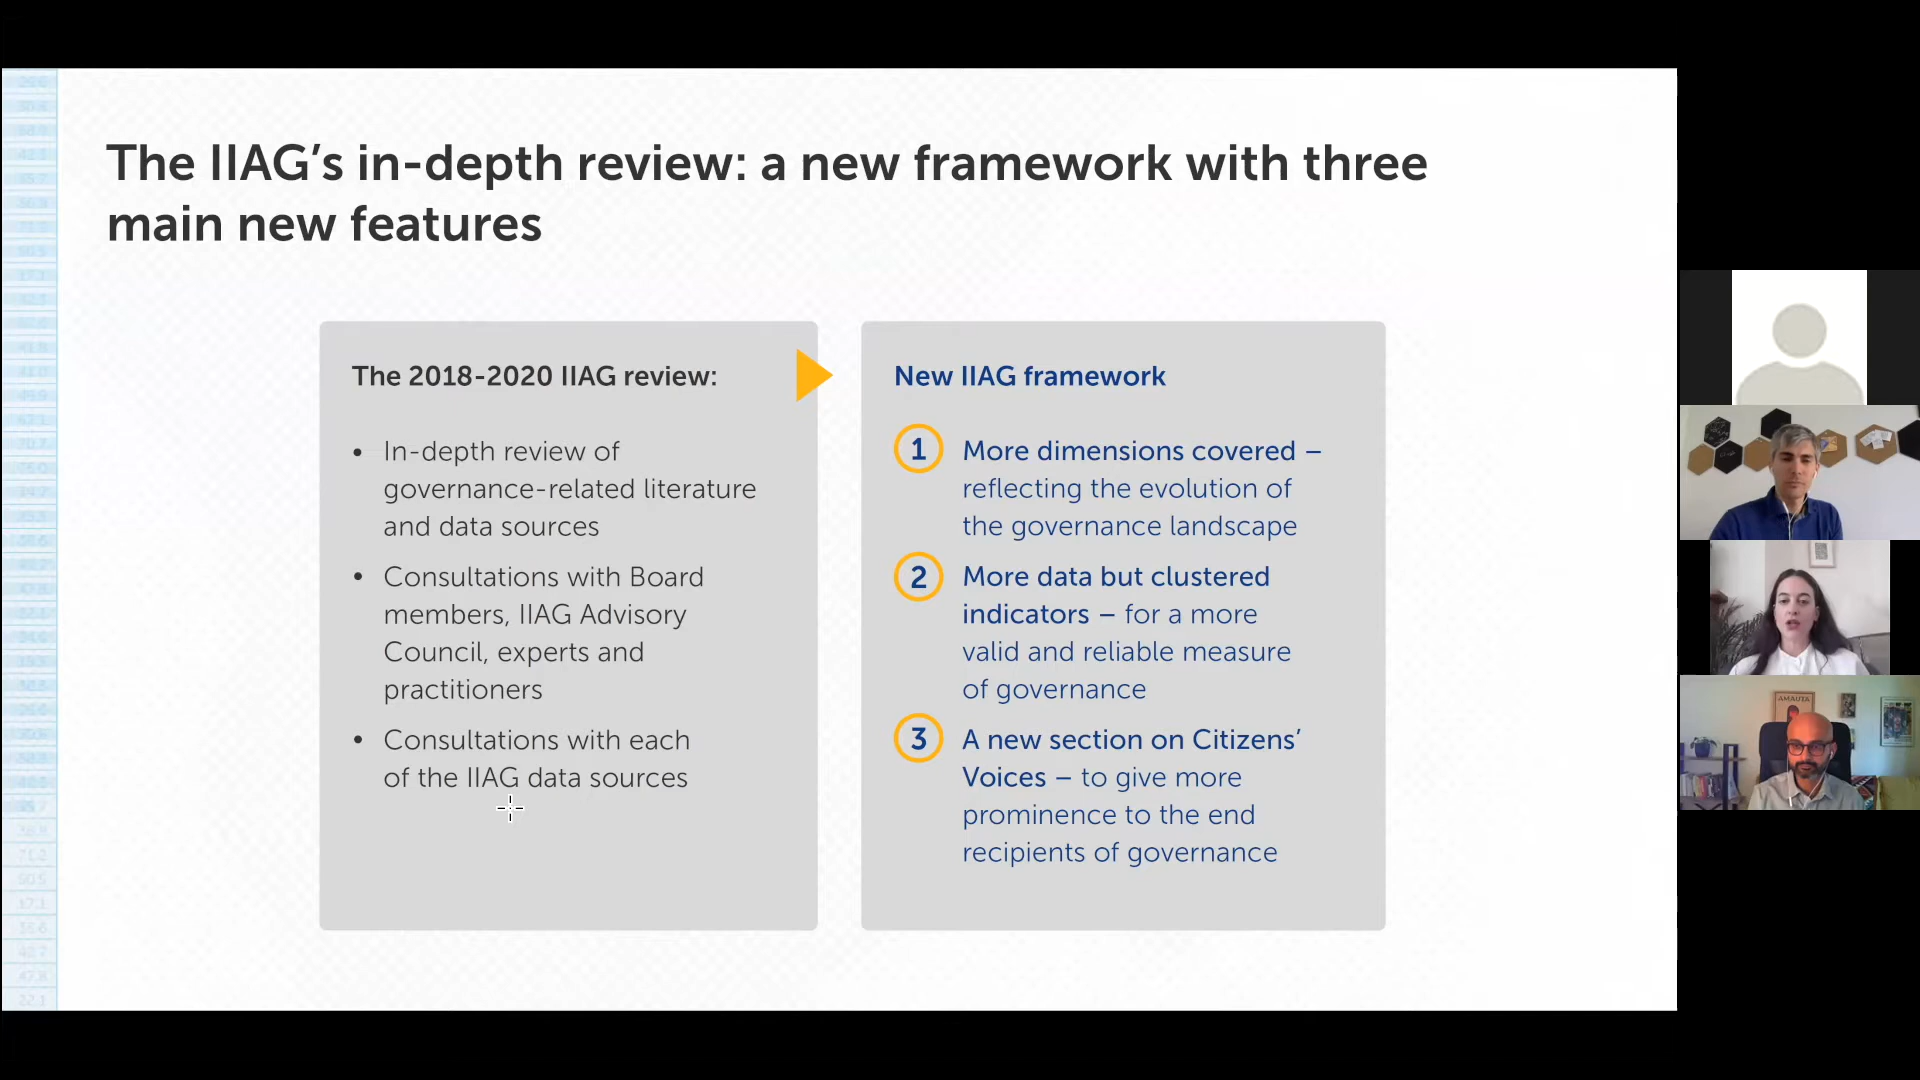 The IIAG’s in-depth review: a new framework with three
main new features
The 2018-2020 IIAG review:
• In-depth review of
governance-related literature
and data sources
• Consultations with Board
members, IIAG Advisory
Council, experts and
practitioners
• Consultations with each
of the IIAG data sources
New IIAG framework
1 More dimensions covered –
reflecting the evolution of
the governance landscape
2 More data but clustered
indicators – for a more
valid and reliable measure
of governance
3 A new section on Citizens’
Voices – to give more
prominence to the end
recipients of governance
AMAUTA